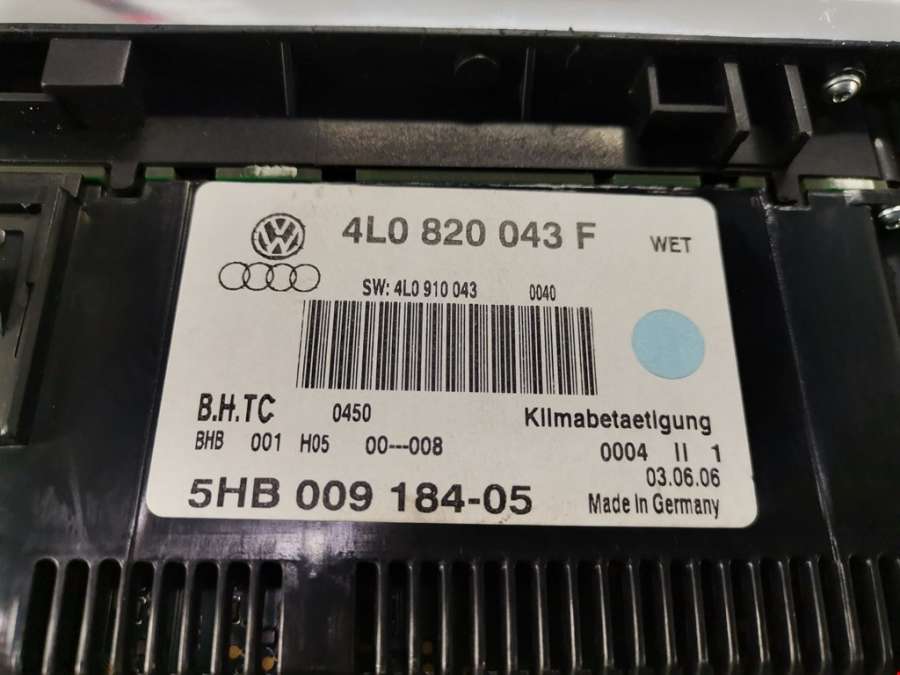 4L0 820 043 F
WET
SW: 4L0 910 043 0040
B.H.TC 0450 Klimabetaetigung
BHB 001 H05 00---008 0004 II 1
03.06.06
5HB 009 184-05 Made in Germany